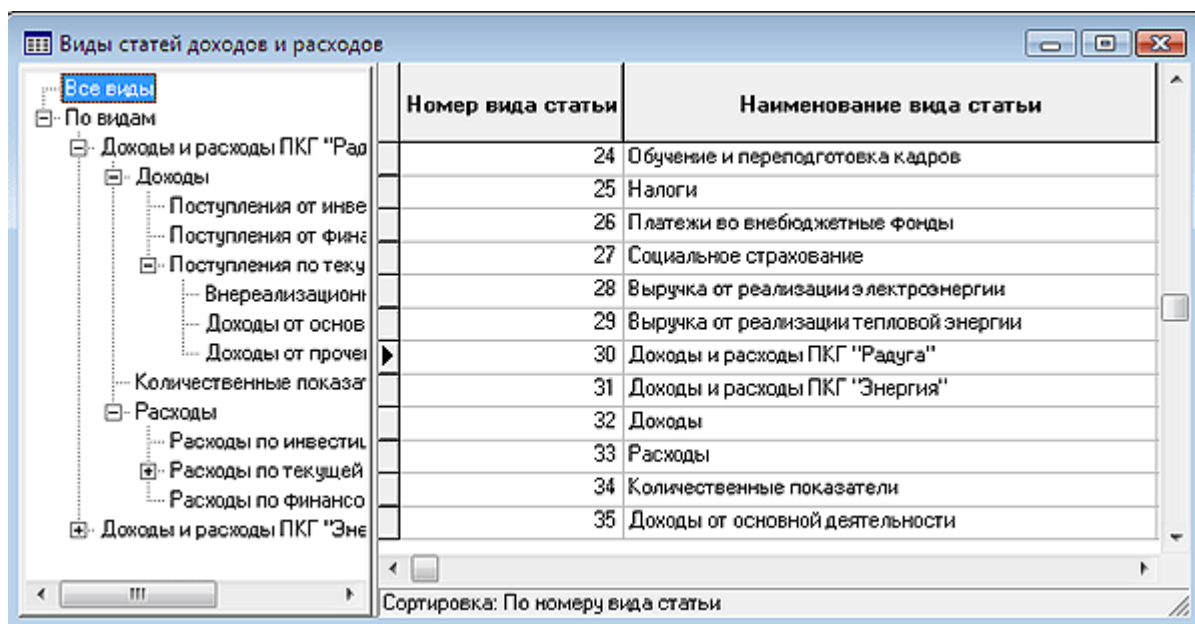 Виды статей доходов и расходов
Все виды
По видам
Доходы и расходы ПКГ "Рад
Доходы
Поступления от инве
Поступления от фина
Поступления по теку
Внереализационн
Доходы от основ
Доходы от прочеи
Количественные показат
Расходы
Расходы по инвестиц
Расходы по текущей
Расходы по финансо
Доходы и расходы ПКГ "Эне
Номер вида статьи Наименование вида статьи
24 Обучение и переподготовка кадров
25 Налоги
26 Платежи во внебюджетные фонды
27 Социальное страхование
28 Выручка от реализации электроэнергии
29 Выручка от реализации тепловой энергии
30 Доходы и расходы ПКГ "Радуга"
31 Доходы и расходы ПКГ "Энергия"
32 Доходы
33 Расходы
34 Количественные показатели
35 Доходы от основной деятельности
Сортировка: По номеру вида статьи